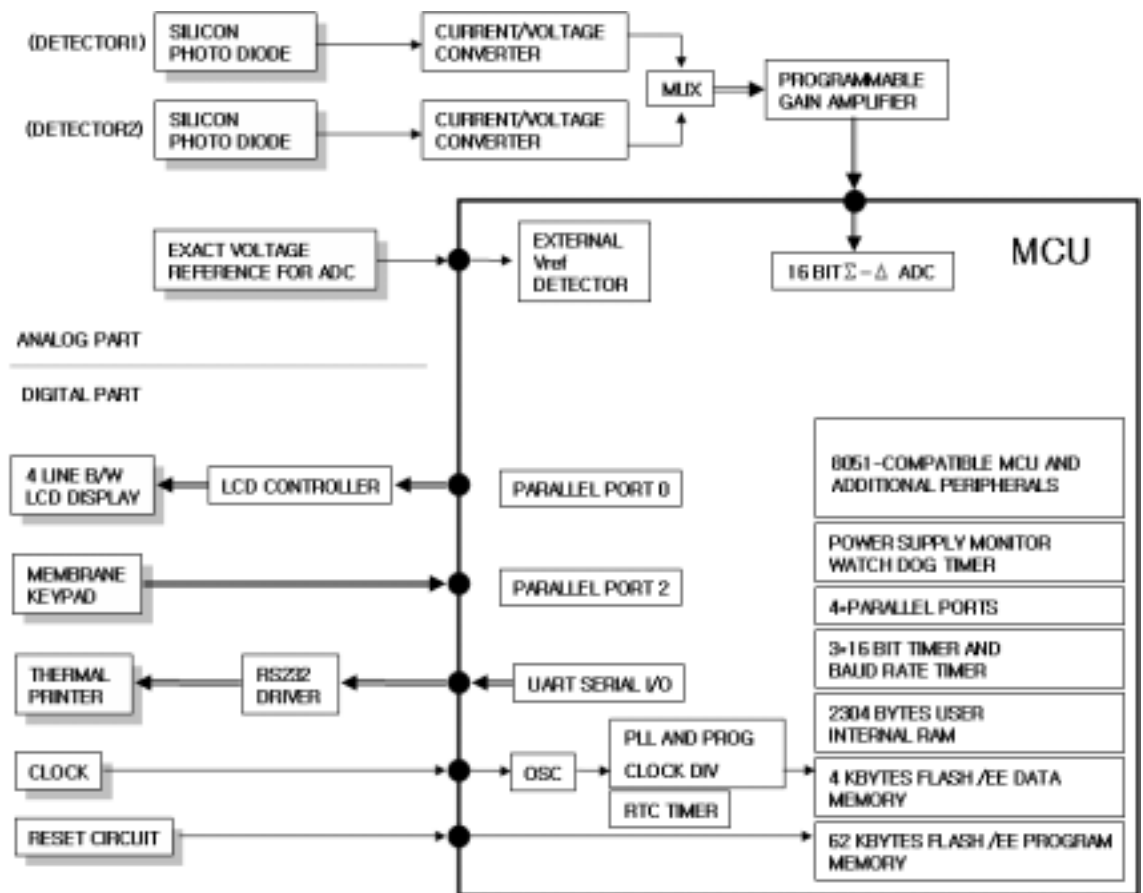 (DETECTOR1)
SILICON
PHOTO DIODE
CURRENT/VOLTAGE
CONVERTER
MUX
PROGRAMMABLE
GAIN AMPLIFIER
(DETECTOR2)
SILICON
PHOTO DIODE
CURRENT/VOLTAGE
CONVERTER
EXACT VOLTAGE
REFERENCE FOR ADC
EXTERNAL
Vref
DETECTOR
MCU
16 BIT Σ-Δ ADC
ANALOG PART
DIGITAL PART
4 LINE B/W
LCD DISPLAY
LCD CONTROLLER
PARALLEL PORT 0
8051-COMPATIBLE MCU AND
ADDITIONAL PERIPHERALS
MEMBRANE
KEYPAD
PARALLEL PORT 2
POWER SUPPLY MONITOR
WATCH DOG TIMER
4*PARALLEL PORTS
THERMAL
PRINTER
RS232
DRIVER
UART SERIAL I/O
3*16 BIT TIMER AND
BAUD RATE TIMER
2304 BYTES USER
INTERNAL RAM
CLOCK
OSC
PLL AND PROG
CLOCK DIV
RTC TIMER
4 KBYTES FLASH /EE DATA
MEMORY
RESET CIRCUIT
62 KBYTES FLASH /EE PROGRAM
MEMORY